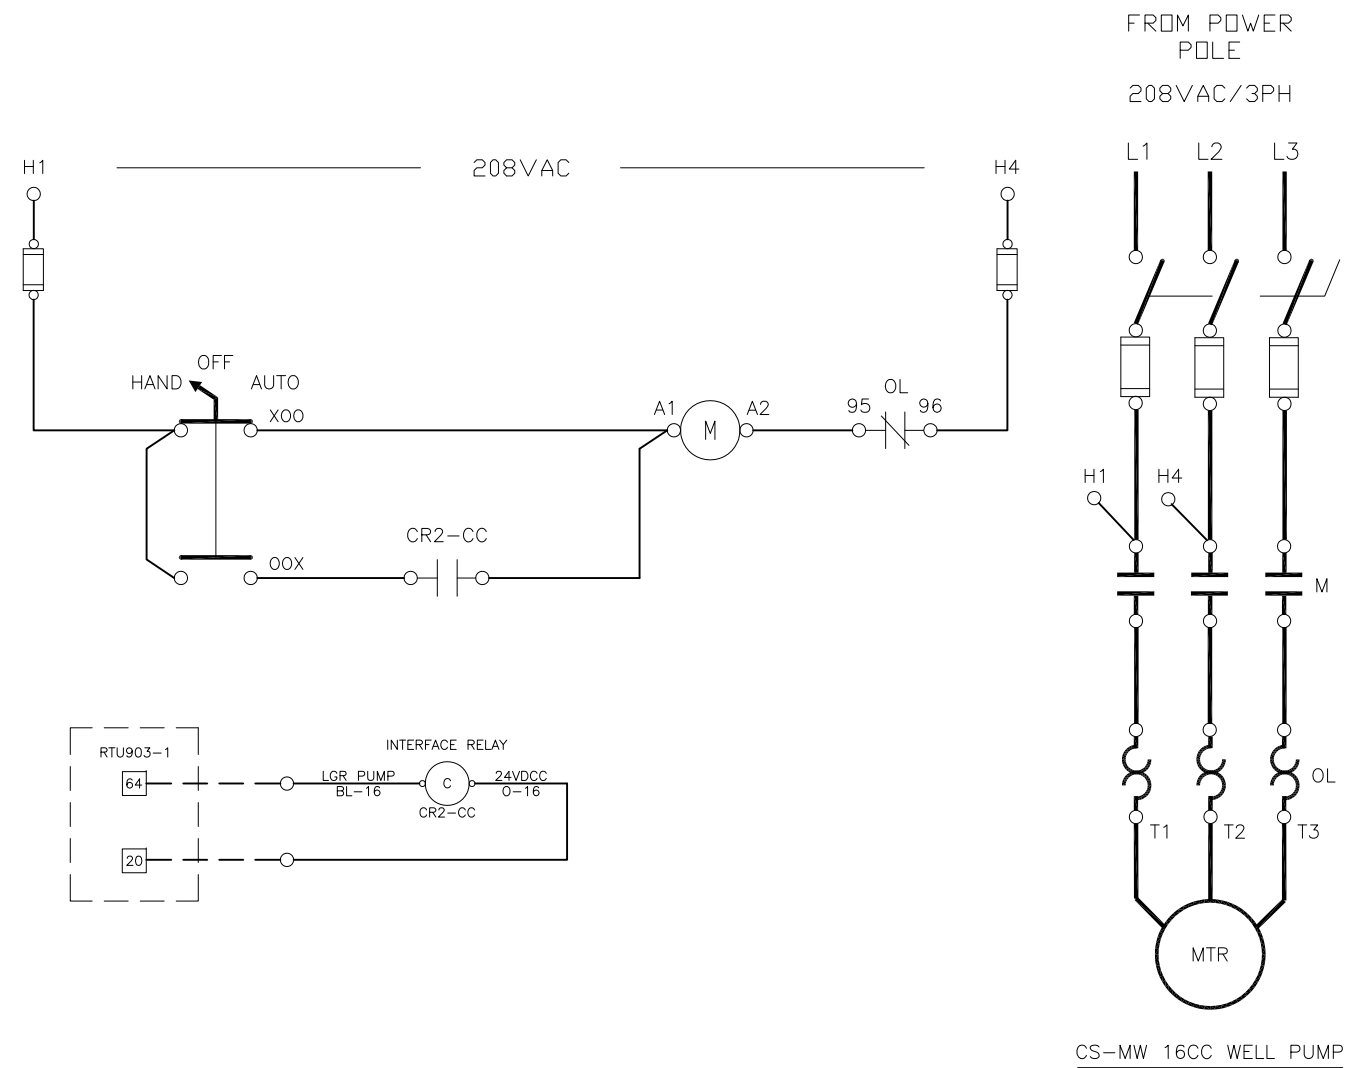 FROM POWER
POLE
208VAC/3PH
L1 L2 L3
H1 208VAC H4
OFF
HAND AUTO
XOO
A1 M A2
OL
95 96
H1 H4
CR2-CC
OOX
M
RTU903-1
64
20
INTERFACE RELAY
LGR PUMP C 24VDCC
BL-16 O-16
CR2-CC
OL
T1 T2 T3
MTR
CS-MW 16CC WELL PUMP